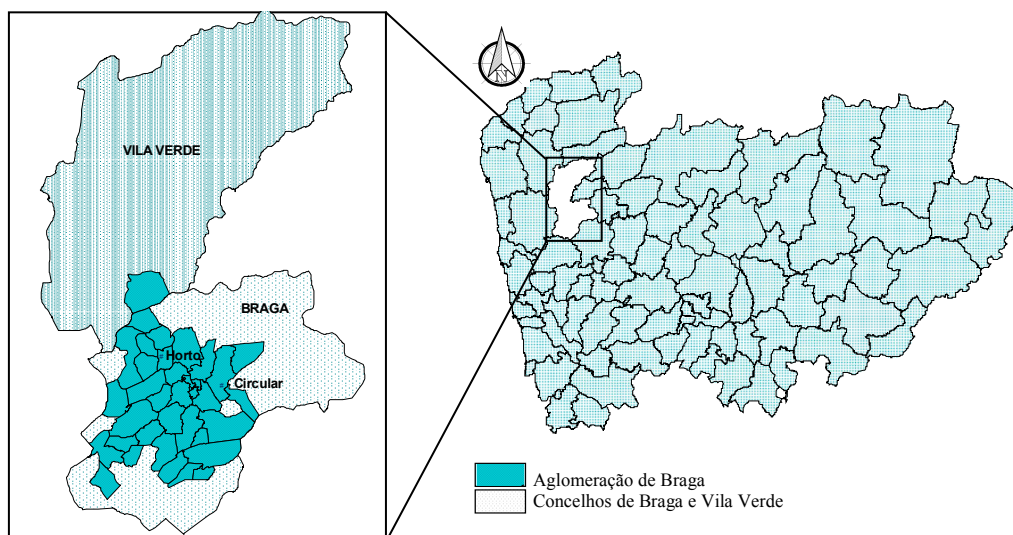 N
VILA VERDE
BRAGA
Horto
Circular
Aglomeração de Braga
Concelhos de Braga e Vila Verde